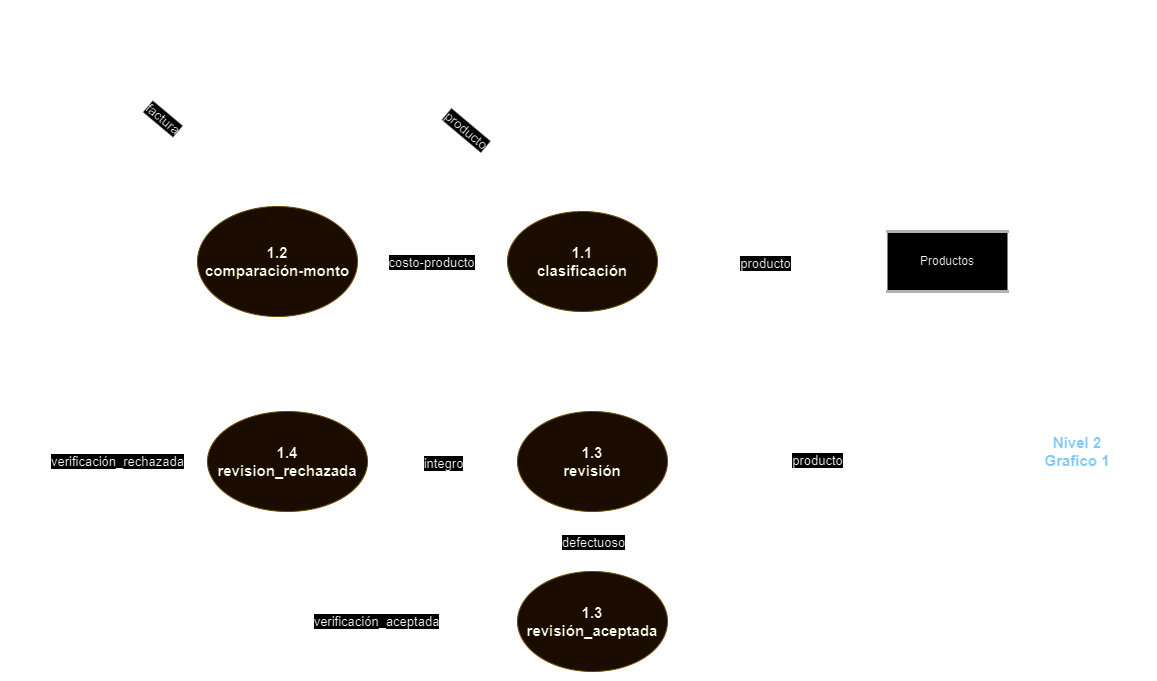 factura
producto
1.2
comparación-monto
costo-producto
1.1
clasificación
producto
Productos
verificación_rechazada
1.4
revision_rechazada
integro
1.3
revisión
producto
Nivel 2
Grafico 1
defectuoso
verificación_aceptada
1.3
revisión_aceptada